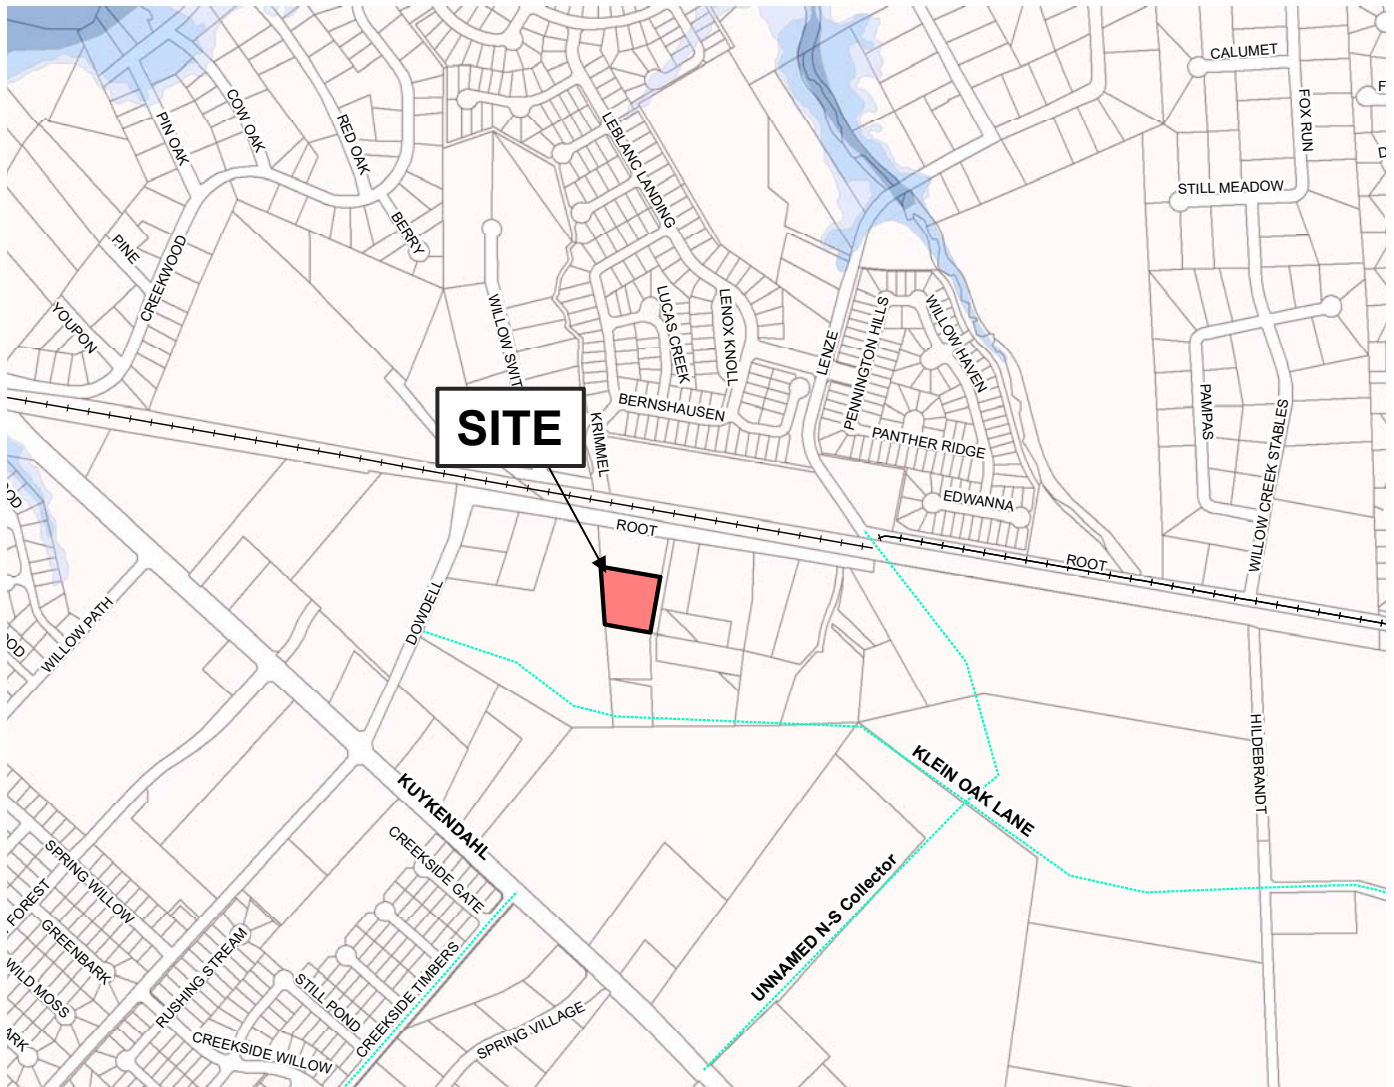 CALUMET
F
FOX RUN
PIN OAK
COW OAK
RED OAK
LEBLANC LANDING
D
STILL MEADOW
BERRY
PINE
CREEKWOOD
YOUPON
WILLOW SWIT
LUCAS CREEK
LENOX KNOLL
LENZE
PENNINGTON HILLS
WILLOW HAVEN
SITE
BERNSHAUSEN
KRIMMEL
PANTHER RIDGE
EDWANNA
PAMPAS
WILLOW CREEK STABLES
OD
ROOT
ROOT
WILLOW PATH
DOWDELL
OD
HILDEBRANDT
KLEIN OAK LANE
KUYKENDAHL
CREEKSIDE GATE
UNNAMED N-S Collector
SPRING WILLOW
FOREST
GREENBARK
WILD MOSS
RUSHING STREAM
STILL POND
CREEKSIDE TIMBERS
SPRING VILLAGE
CREEKSIDE WILLOW
ARK